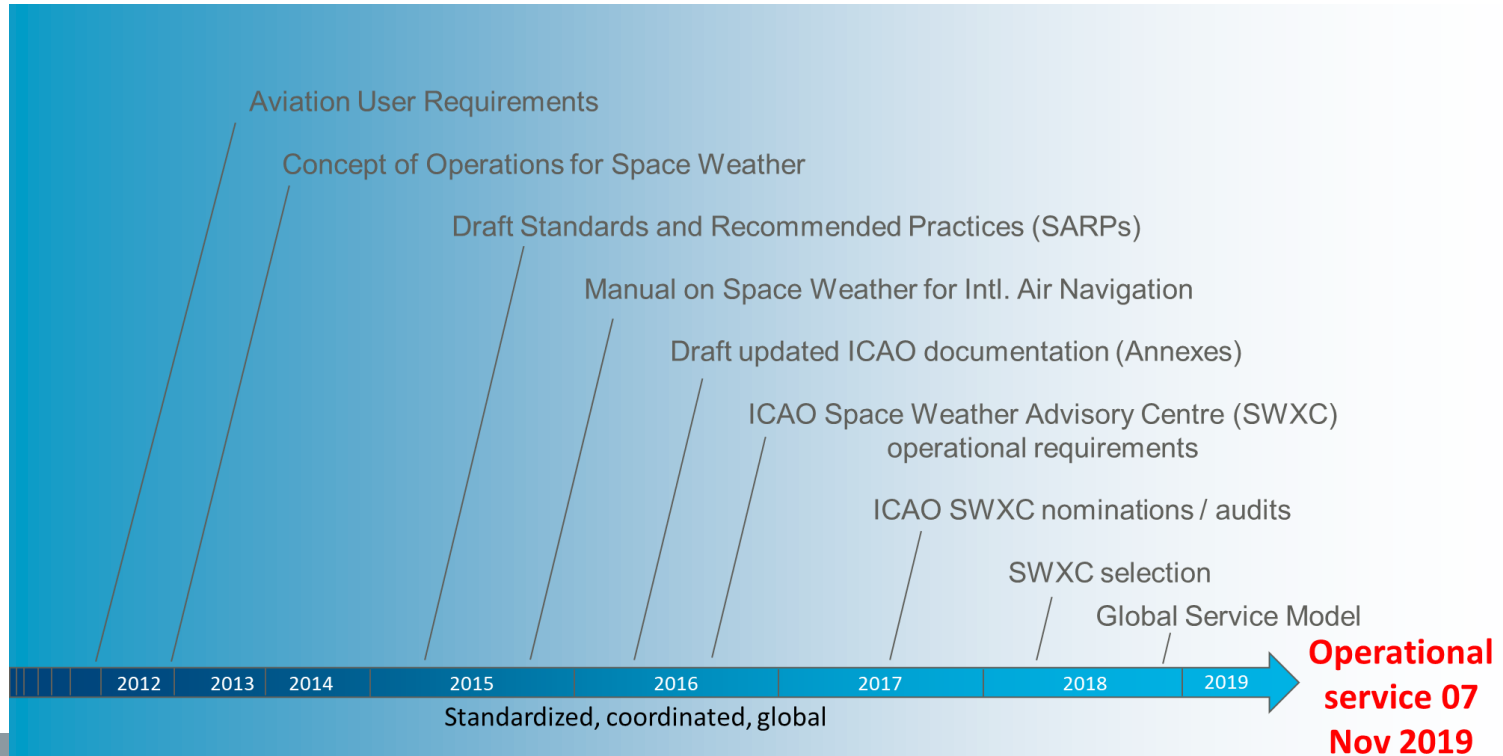 Aviation User Requirements
Concept of Operations for Space Weather
Draft Standards and Recommended Practices (SARPs)
Manual on Space Weather for Intl. Air Navigation
Draft updated ICAO documentation (Annexes)
ICAO Space Weather Advisory Centre (SWXC)
operational requirements
ICAO SWXC nominations / audits
SWXC selection
Global Service Model
2012 2013 2014 2015 2016 2017 2018 2019
Standardized, coordinated, global
Operational
service 07
Nov 2019